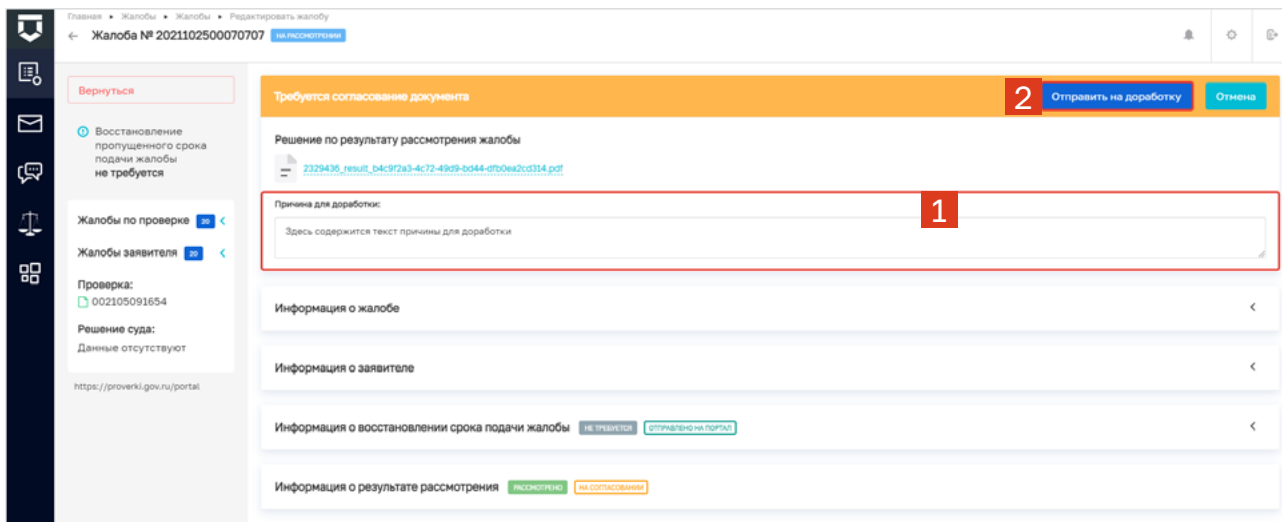 Главная • Жалобы • Жалобы • Редактировать жалобу
← Жалоба № 2021102500070707 НА РАССМОТРЕНИИ
Вернуться
Восстановление
пропущенного срока
подачи жалобы
не требуется
Жалобы по проверке 20
Жалобы заявителя 20
Проверка:
002105091654
Решение суда:
Данные отсутствуют
https://proverki.gov.ru/portal
Требуется согласование документа
2
Отправить на доработку
Отмена
Решение по результату рассмотрения жалобы
2329436_result_b4c9f2a3-4c72-49d9-bd44-dfb0ea2cd314.pdf
Причина для доработки:
1
Здесь содержится текст причины для доработки
Информация о жалобе
Информация о заявителе
Информация о восстановлении срока подачи жалобы НЕ ТРЕБУЕТСЯ ОТПРАВЛЕНО НА ПОРТАЛ
Информация о результате рассмотрения РАССМОТРЕНО НА СОГЛАСОВАНИИ